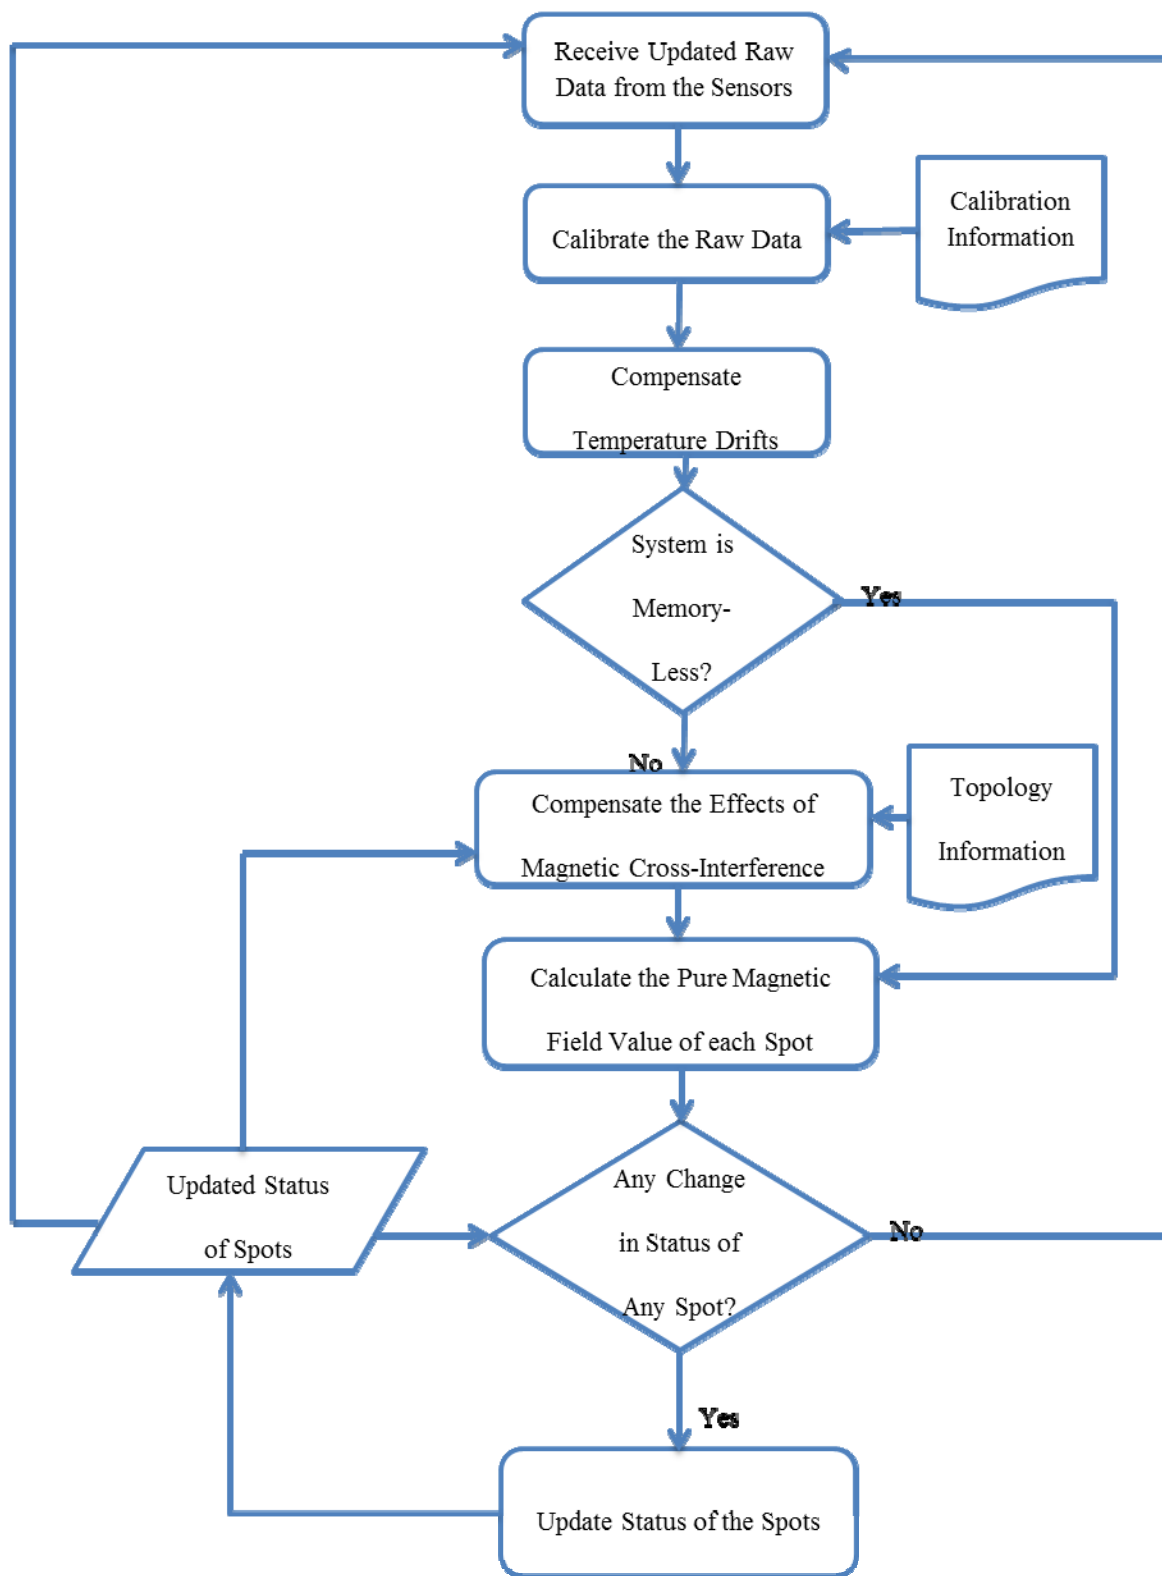 Receive Updated Raw
Data from the Sensors
Calibrate the Raw Data
Calibration
Information
Compensate
Temperature Drifts
System is
Memory-
Less?
Yes
No
Compensate the Effects of
Magnetic Cross-Interference
Topology
Information
Calculate the Pure Magnetic
Field Value of each Spot
Updated Status
of Spots
Any Change
in Status of
Any Spot?
No
Yes
Update Status of the Spots